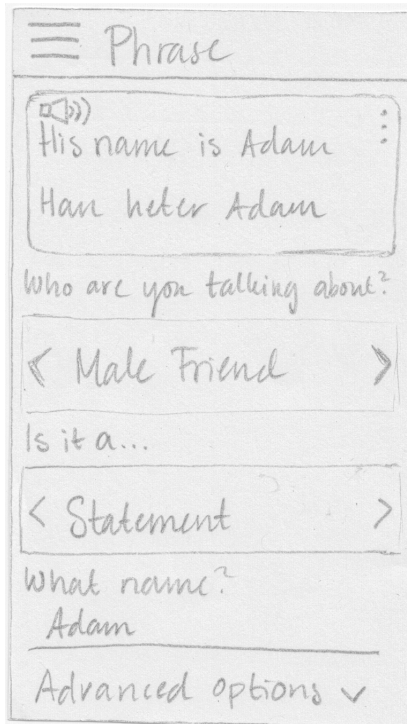 Phrase
His name is Adam
Han heter Adam
Who are you talking about?
Male Friend
Is it a...
Statement
What name?
Adam
Advanced options